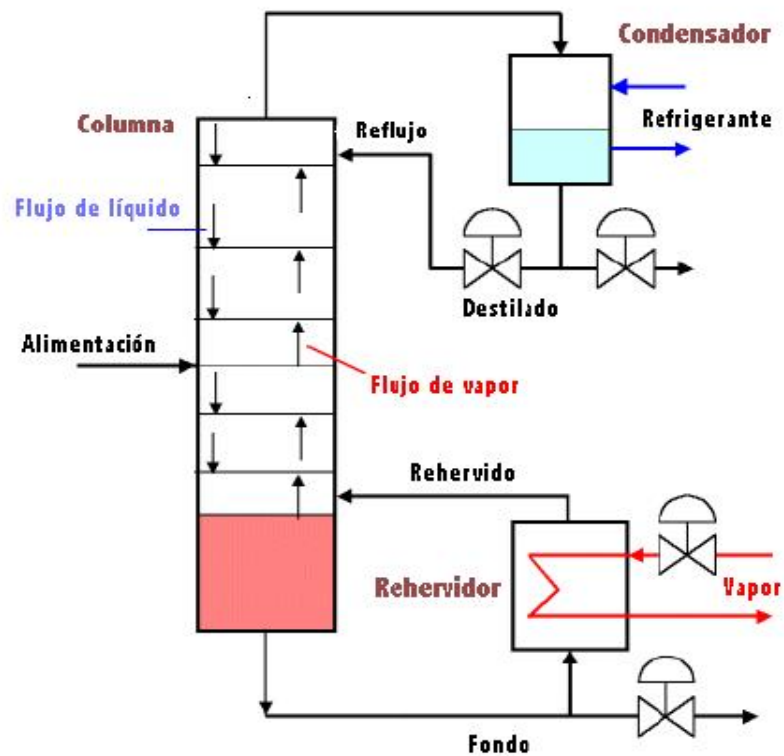 Condensador
Columna
Refrigerante
Reflujo
Flujo de líquido
Destilado
Alimentación
Flujo de vapor
Rehervido
Rehervidor
Vapor
Fondo